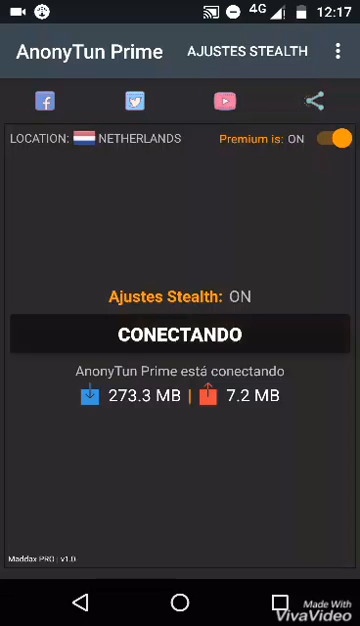 4G 12:17
AnonyTun Prime AJUSTES STEALTH
LOCATION: NETHERLANDS Premium is: ON
Ajustes Stealth: ON
CONECTANDO
AnonyTun Prime está conectando
273.3 MB | 7.2 MB
Maddax PRO | v1.0
Made With
VivaVideo